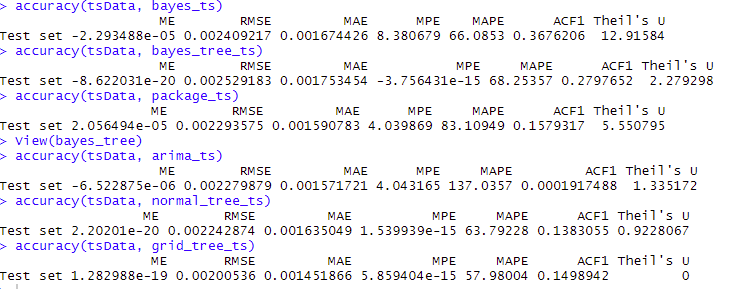 > accuracy(tsData, bayes_ts)
ME RMSE MAE MPE MAPE ACF1 Theil's U
Test set -2.293488e-05 0.002409217 0.001674426 8.380679 66.0853 0.3676206 12.91584
> accuracy(tsData, bayes_tree_ts)
ME RMSE MAE MPE MAPE ACF1 Theil's U
Test set -8.622031e-20 0.002529183 0.001753454 -3.756431e-15 68.25357 0.2797652 2.279298
> accuracy(tsData, package_ts)
ME RMSE MAE MPE MAPE ACF1 Theil's U
Test set 2.056494e-05 0.002293575 0.001590783 4.039869 83.10949 0.1579317 5.550795
> View(bayes_tree)
> accuracy(tsData, arima_ts)
ME RMSE MAE MPE MAPE ACF1 Theil's U
Test set -6.522875e-06 0.002279879 0.001571721 4.043165 137.0357 0.0001917488 1.335172
> accuracy(tsData, normal_tree_ts)
ME RMSE MAE MPE MAPE ACF1 Theil's U
Test set 2.20201e-20 0.002242874 0.001635049 1.539939e-15 63.79228 0.1383055 0.9228067
> accuracy(tsData, grid_tree_ts)
ME RMSE MAE MPE MAPE ACF1 Theil's U
Test set 1.282988e-19 0.00200536 0.001451866 5.859404e-15 57.98004 0.1498942 0